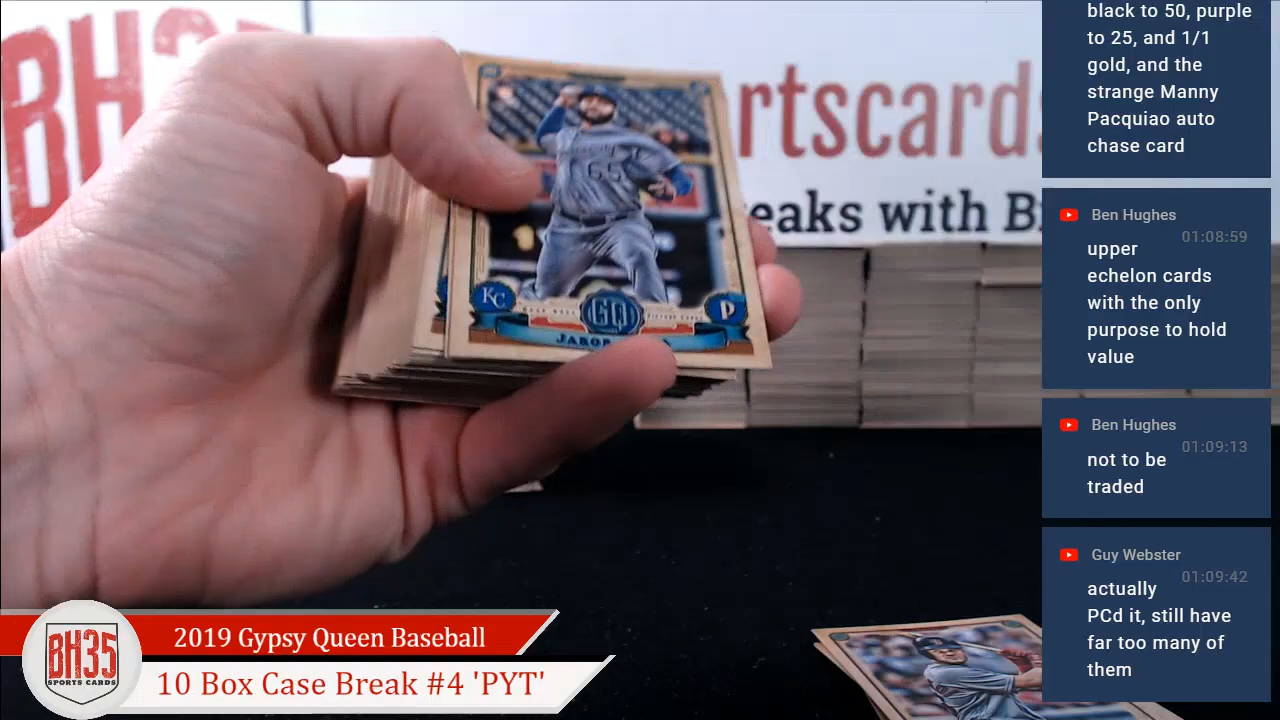 BH3
rtscards
eaks with B
65
KC
GQ
P
black to 50, purple
to 25, and 1/1
gold, and the
strange Manny
Pacquiao auto
chase card
Ben Hughes
01:08:59
upper
echelon cards
with the only
purpose to hold
value
Ben Hughes
01:09:13
not to be
traded
Guy Webster
01:09:42
actually
PCd it, still have
far too many of
them
BH35
SPORTS CARDS
2019 Gypsy Queen Baseball
10 Box Case Break #4 'PYT'